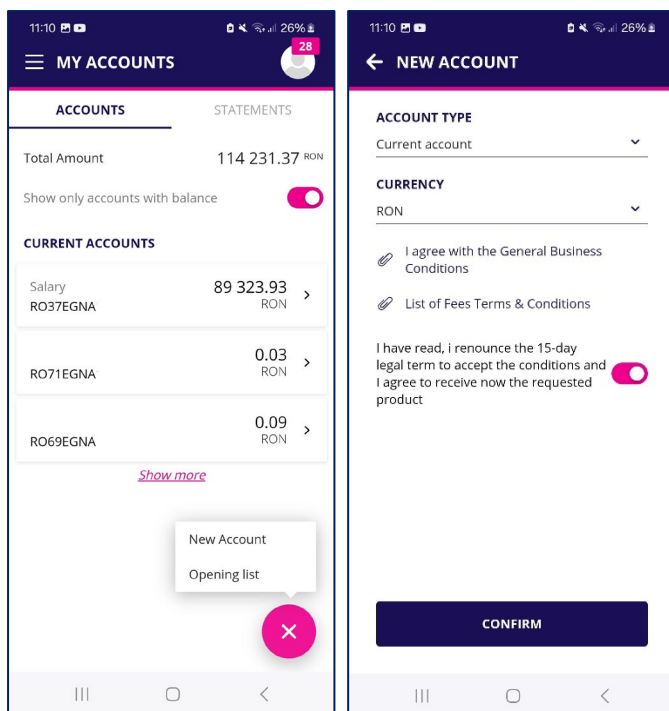 11:10 26%
MY ACCOUNTS 28
ACCOUNTS STATEMENTS
Total Amount 114 231.37 RON
Show only accounts with balance
CURRENT ACCOUNTS
Salary 89 323.93
RO37EGNA RON
0.03
RO71EGNA RON
0.09
RO69EGNA RON
Show more
New Account
Opening list
11:10 26%
NEW ACCOUNT
ACCOUNT TYPE
Current account
CURRENCY
RON
I agree with the General Business
Conditions
List of Fees Terms & Conditions
I have read, i renounce the 15-day
legal term to accept the conditions and
I agree to receive now the requested
product
CONFIRM